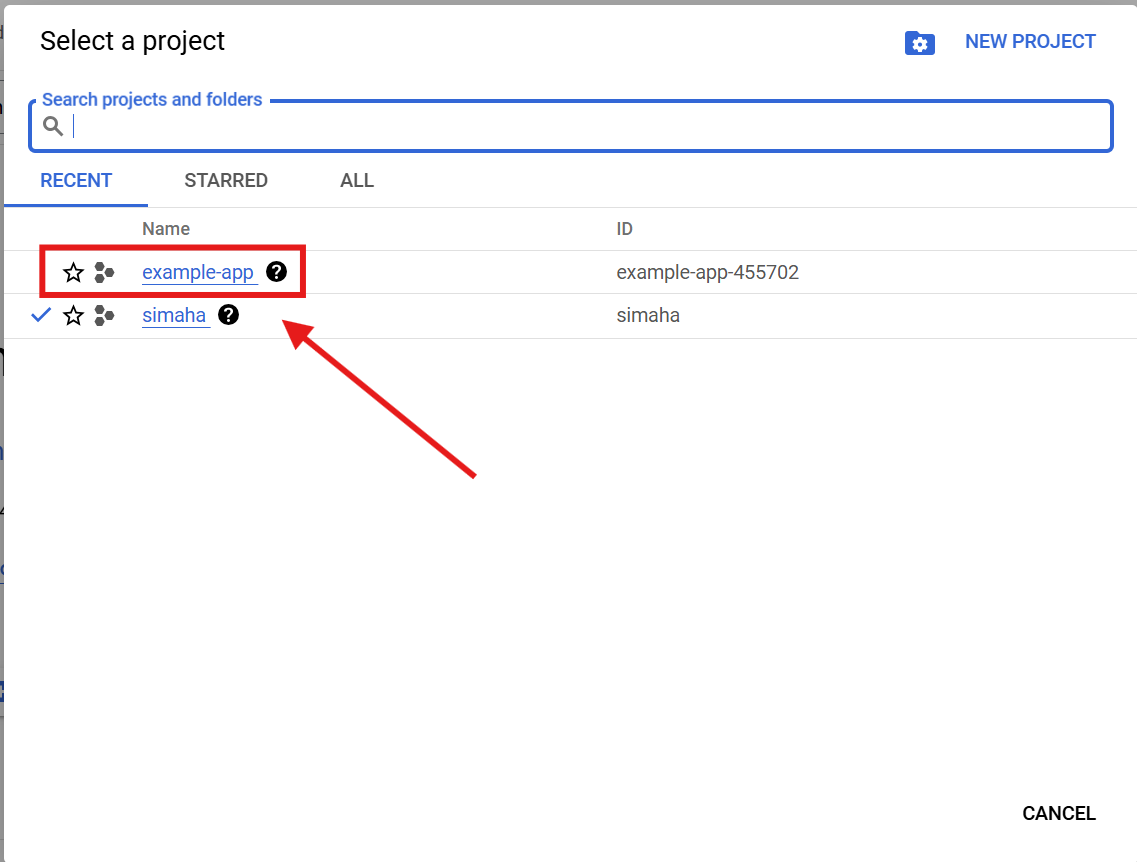 Select a project
NEW PROJECT
Search projects and folders
RECENT STARRED ALL
Name ID
example-app example-app-455702
simaha simaha
CANCEL